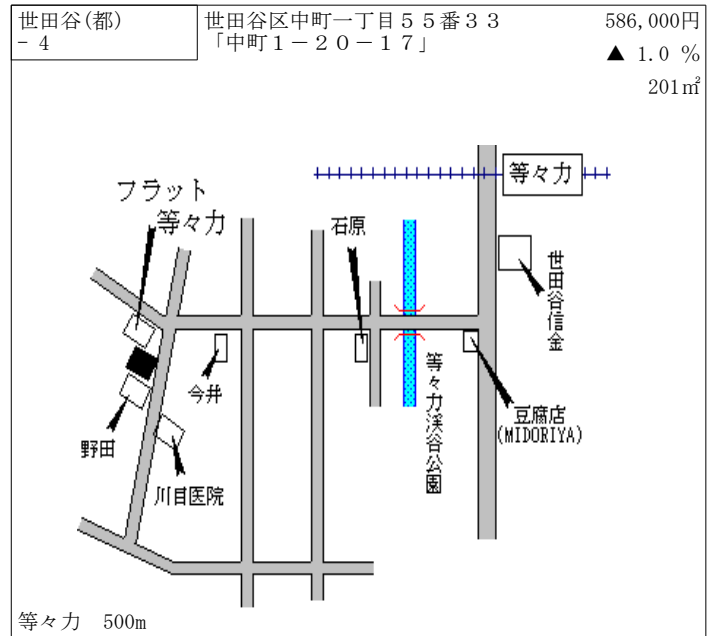 世田谷(都)
- 4
世田谷区中町一丁目５５番３３
「中町１－２０－１７」
586,000円
▲ 1.0 %
201㎡
等々力
フラット
等々力
石原
世田谷信金
今井
等々力渓谷公園
豆腐店
(MIDORIYA)
野田
川目医院
等々力 500m